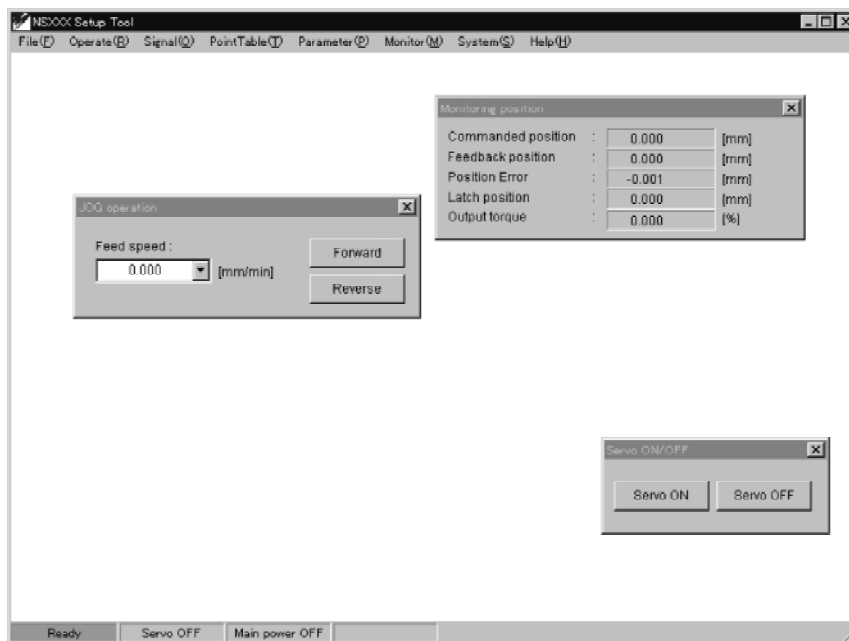 NSXXX Setup Tool
File(F) Operate(R) Signal(O) PointTable(T) Parameter(P) Monitor(M) System(S) Help(H)
Monitoring position
Commanded position : 0.000 [mm]
Feedback position : 0.000 [mm]
Position Error : -0.001 [mm]
Latch position : 0.000 [mm]
Output torque : 0.000 [%]
JOG operation
Feed speed :
0.000 [mm/min]
Forward
Reverse
Servo ON/OFF
Servo ON Servo OFF
Ready Servo OFF Main power OFF